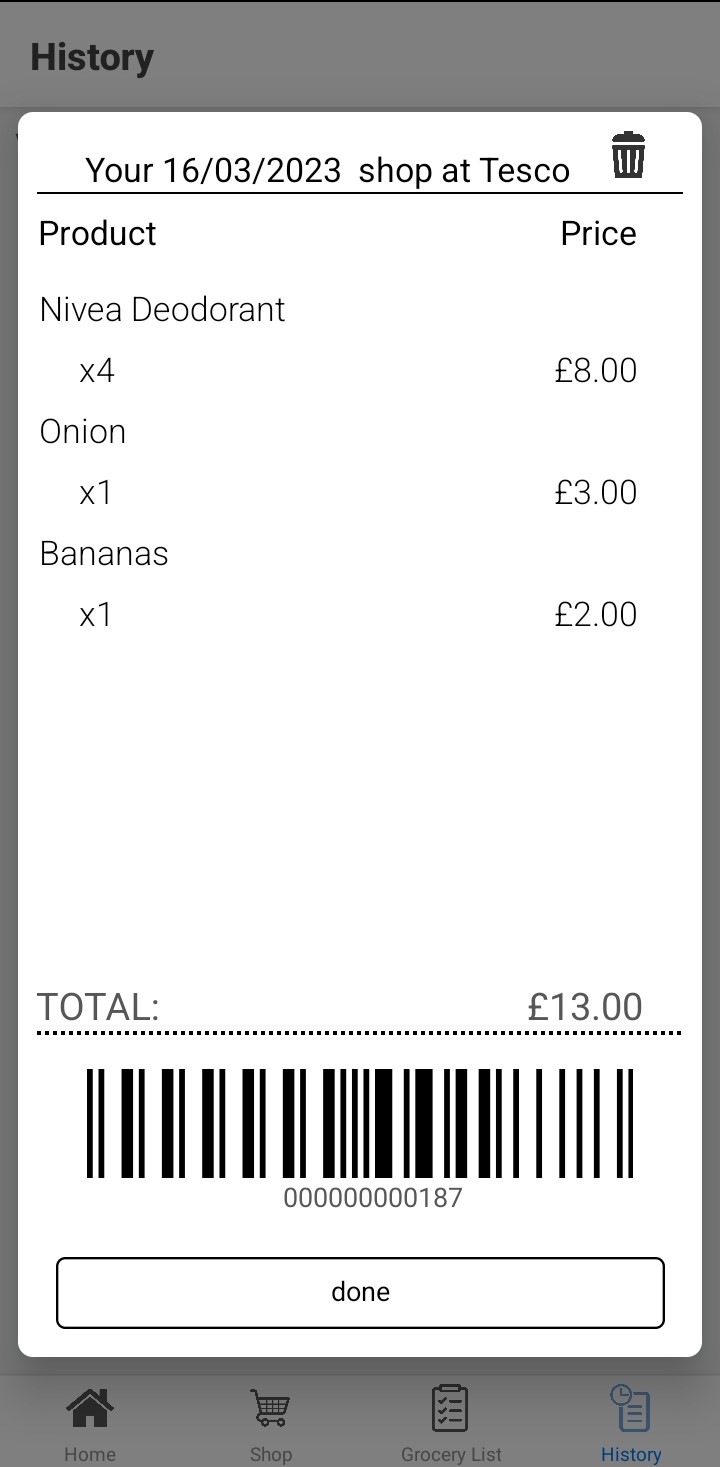 History
Your 16/03/2023  shop at Tesco
Product Price
Nivea Deodorant
x4 £8.00
Onion
x1 £3.00
Bananas
x1 £2.00
TOTAL: £13.00
000000000187
done
Home Shop Grocery List History